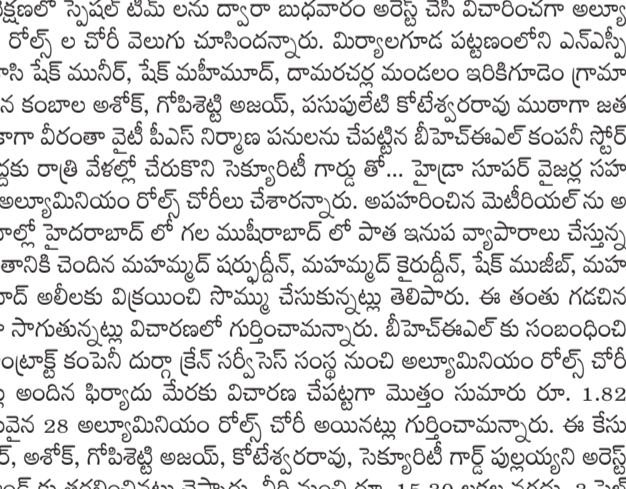 స్పెషల్ టీమ్ లను ద్వారా బుధవారం అరెస్ట్ చేసి విచారించగా అల్యూ
రోల్స్ ల చోరీ వెలుగు చూసిందన్నారు. మిర్యాలగూడ పట్టణంలోని ఎన్ఎస్పీ
షేక్ మునీర్, షేక్ మహీమూద్, దామరచర్ల మండలం ఇరికిగూడెం గ్రామా
న కంబాల అశోక్, గోపిశెట్టి అజయ్, పసుపులేటి కోటేశ్వరరావు ముఠాగా జత
కాగా వీరంతా వైటీ పీఎస్ నిర్మాణ పనులను చేపట్టిన బీహెచ్ఈఎల్ కంపనీ స్టోర్
ద్దకు రాత్రి వేళల్లో చేరుకొని సెక్యూరిటీ గార్డు తో... హైడ్రా సూపర్ వైజర్ల సహ
అల్యూమినియం రోల్స్ చోరీలు చేశారన్నారు. అపహరించిన మెటీరియల్ ను అ
హైదరాబాద్ లో గల ముషీరాబాద్ లో పాత ఇనుప వ్యాపారాలు చేస్తున్న
తానికి చెందిన మహమ్మద్ షర్ఫుద్దీన్, మహమ్మద్ కైరుద్దీన్, షేక్ ముజీబ్, మహ
అలీలకు విక్రయించి సొమ్ము చేసుకున్నట్లు తెలిపారు. ఈ తంతు గడచిన
సాగుతున్నట్లు విచారణలో గుర్తించామన్నారు. బీహెచ్ఈఎల్ కు సంబంధించి
ంట్రాక్ట్ కంపెనీ దుర్గా క్రేన్ సర్వీసెస్ సంస్థ నుంచి అల్యూమినియం రోల్స్ చోరీ
అందిన ఫిర్యాదు మేరకు విచారణ చేపట్టగా మొత్తం సుమారు రూ. 1.82
28 అల్యూమినియం రోల్స్ చోరీ అయినట్లు గుర్తించామన్నారు. ఈ కేసు
అశోక్, గోపిశెట్టి అజయ్, కోటేశ్వరరావు, సెక్యూరిటీ గార్డ్ పుల్లయ్యని అరెస్ట్